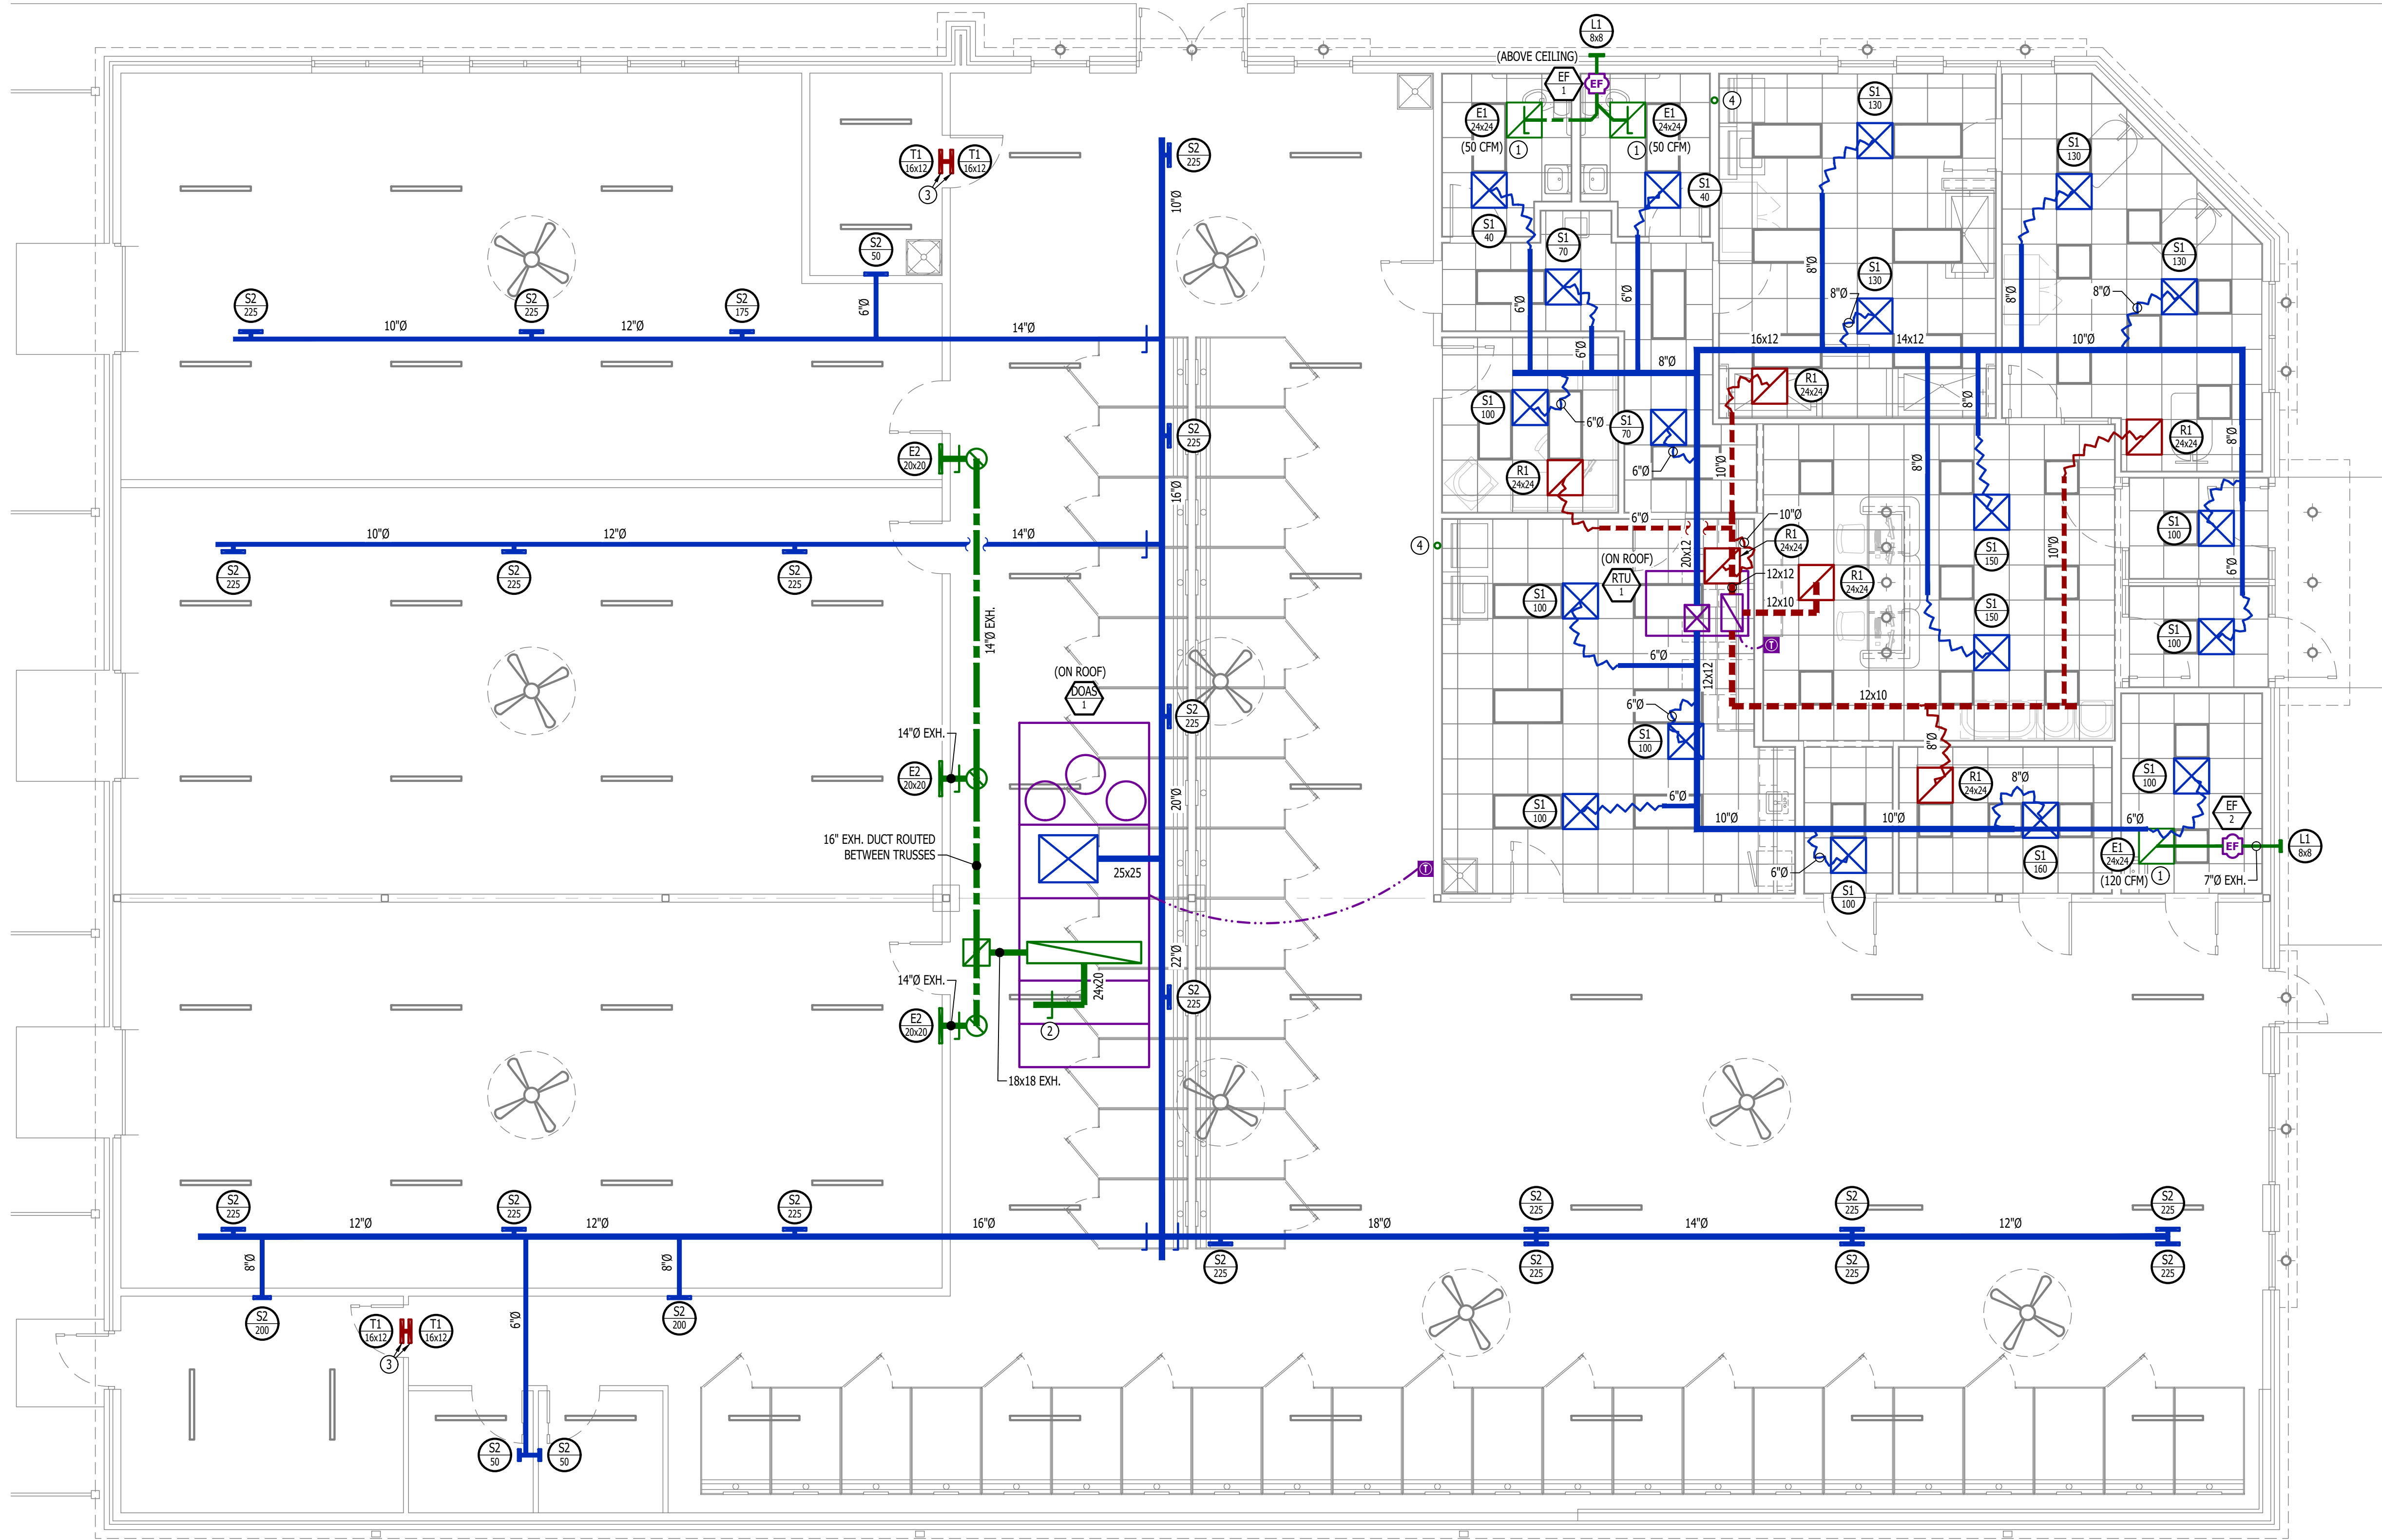 L1
8x8
(ABOVE CEILING)
EF
1
EF
E1
24x24
(50 CFM)
1
E1
24x24
(50 CFM)
1
4
S1
130
S1
130
T1
16x12
T1
16x12
3
S2
225
10"Ø
S1
40
S1
40
S1
70
S2
50
6"Ø
S1
130
S1
130
8"Ø
8"Ø
8"Ø
8"Ø
6"Ø
6"Ø
6"Ø
S2
225
S2
225
S2
175
10"Ø
12"Ø
14"Ø
16x12
14x12
10"Ø
8"Ø
R1
24x24
8"Ø
S1
100
6"Ø
S1
70
6"Ø
10"Ø
8"Ø
R1
24x24
8"Ø
E2
20x20
S2
225
R1
24x24
16"Ø
6"Ø
10"Ø
R1
24x24
20x12
10"Ø
8"Ø
S1
100
10"Ø
12"Ø
14"Ø
4
S2
225
S2
225
S2
225
(ON ROOF)
RTU
1
12x12
12x10
R1
24x24
S1
150
6"Ø
S1
100
14"Ø EXH.
S1
150
S1
100
T
6"Ø
12x12
(ON ROOF)
DOAS
1
S2
225
6"Ø
12x10
14"Ø EXH.
S1
100
8"Ø
E2
20x20
R1
24x24
8"Ø
S1
100
20"Ø
S1
100
6"Ø
EF
2
10"Ø
10"Ø
6"Ø
16" EXH. DUCT ROUTED
BETWEEN TRUSSES
25x25
T
6"Ø
S1
100
S1
160
E1
24x24
(120 CFM)
1
EF
7"Ø EXH.
L1
8x8
22"Ø
14"Ø EXH.
24x20
S2
225
E2
20x20
2
18x18 EXH.
S2
225
S2
225
S2
225
S2
225
S2
225
S2
225
12"Ø
12"Ø
16"Ø
18"Ø
14"Ø
12"Ø
8"Ø
8"Ø
S2
225
S2
225
S2
225
S2
225
S2
200
6"Ø
S2
200
T1
16x12
T1
16x12
3
S2
50
S2
50